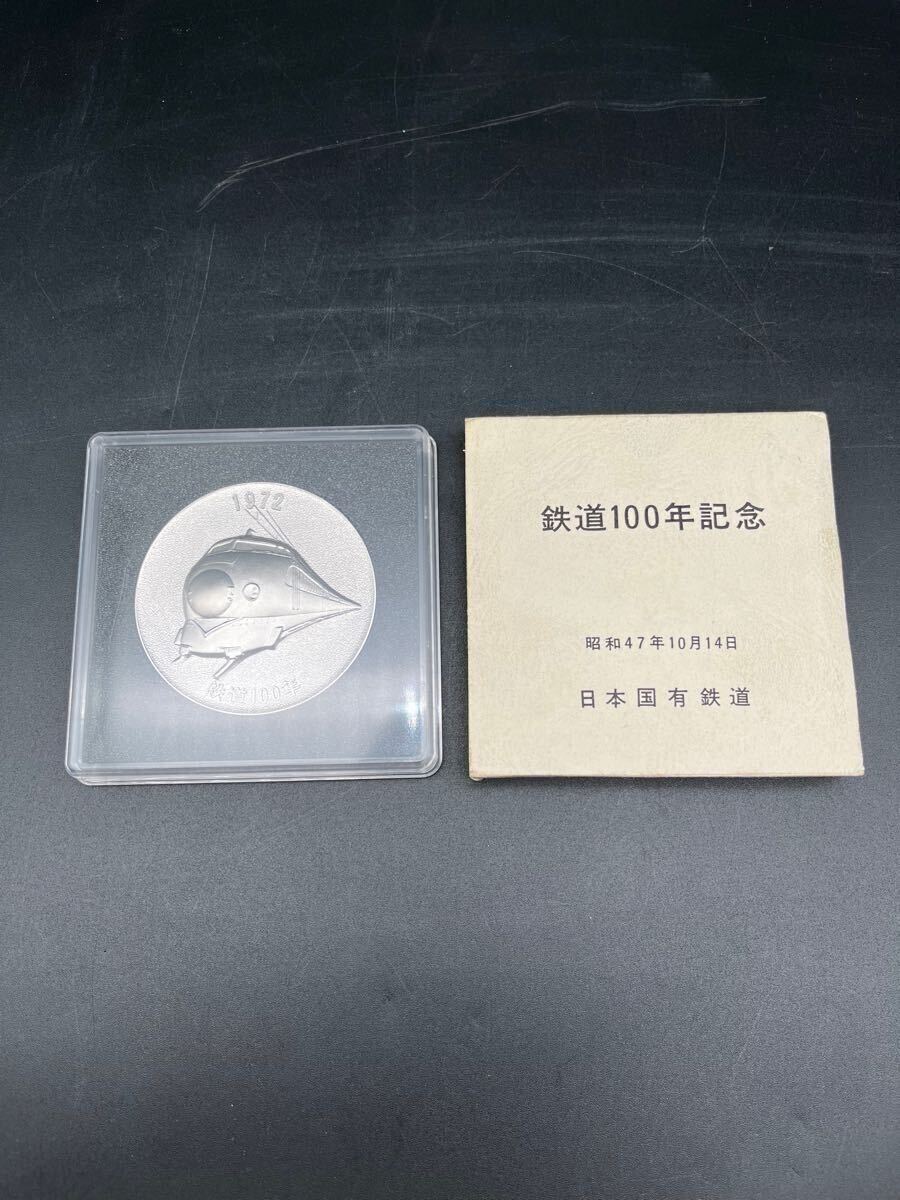 1972
鉄道100年
鉄道100年記念
昭和47年10月14日
日本国有鉄道